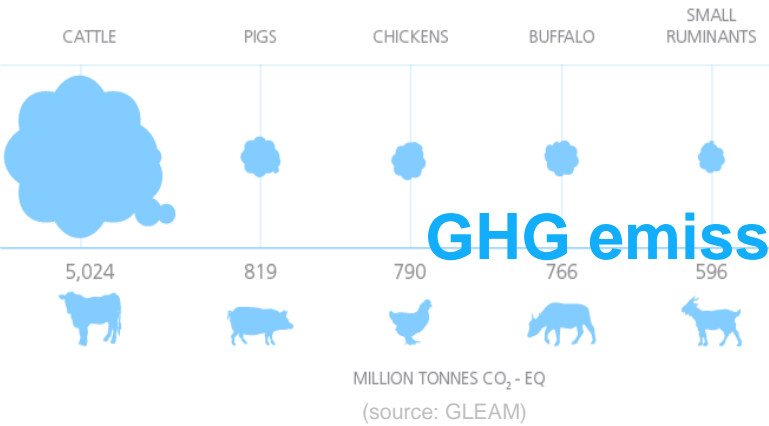 CATTLE PIGS CHICKENS BUFFALO SMALL RUMINANTS
GHG emiss
5,024 819 790 766 596
MILLION TONNES CO₂ - EQ
(source: GLEAM)